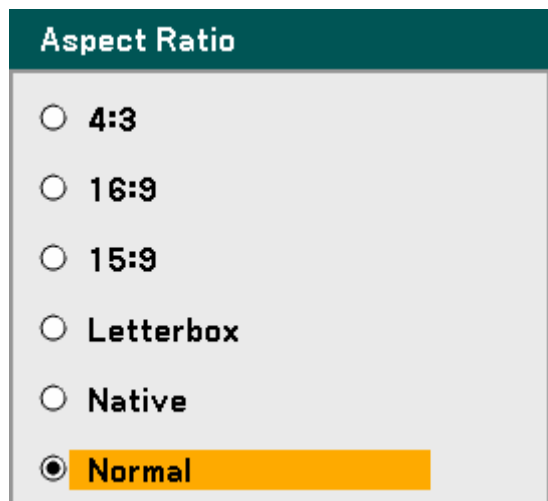 Aspect Ratio
4:3
16:9
15:9
Letterbox
Native
Normal